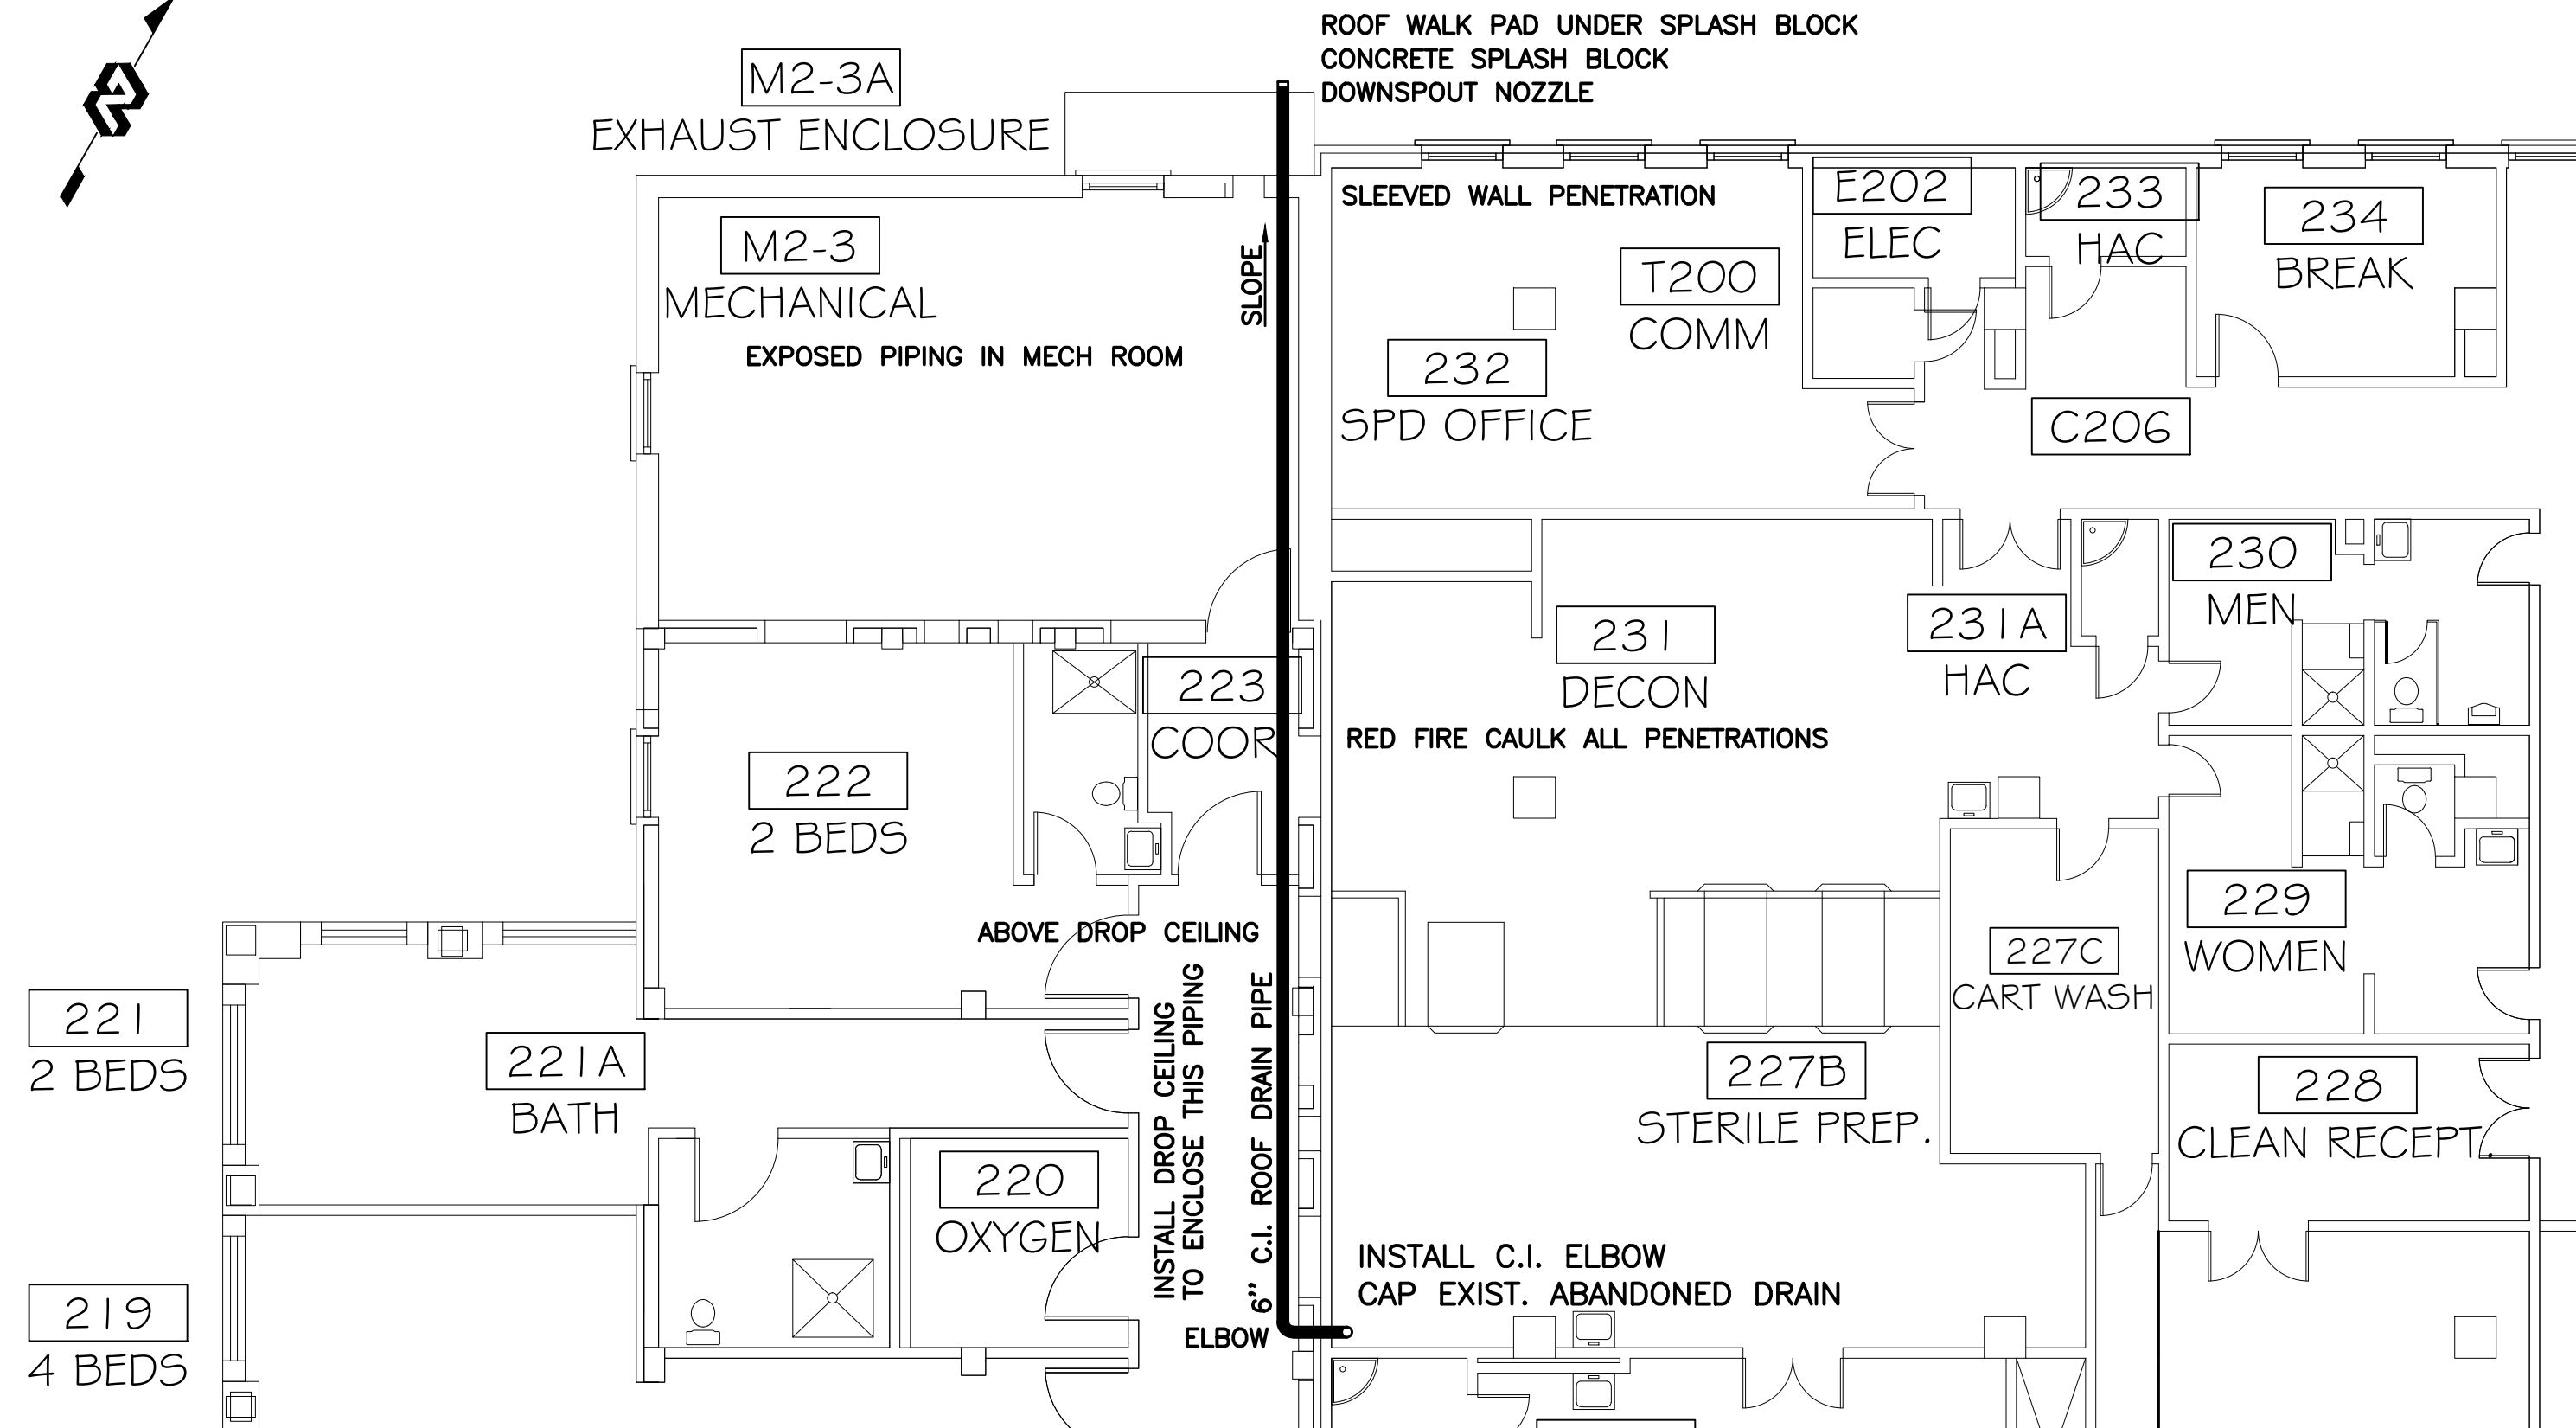 ROOF WALK PAD UNDER SPLASH BLOCK
CONCRETE SPLASH BLOCK
DOWNSPOUT NOZZLE
M2-3A
EXHAUST ENCLOSURE
M2-3
MECHANICAL
EXPOSED PIPING IN MECH ROOM
SLOPE
SLEEVED WALL PENETRATION
E202
ELEC
233
HAC
234
BREAK
T200
COMM
232
SPD OFFICE
C206
230
MEN
231
DECON
231A
HAC
223
COOR
RED FIRE CAULK ALL PENETRATIONS
222
2 BEDS
ABOVE DROP CEILING
229
WOMEN
227C
CART WASH
221
2 BEDS
221A
BATH
INSTALL DROP CEILING
TO ENCLOSE THIS PIPING
6" C.I. ROOF DRAIN PIPE
227B
STERILE PREP.
228
CLEAN RECEPT.
220
OXYGEN
INSTALL C.I. ELBOW
CAP EXIST. ABANDONED DRAIN
ELBOW
219
4 BEDS